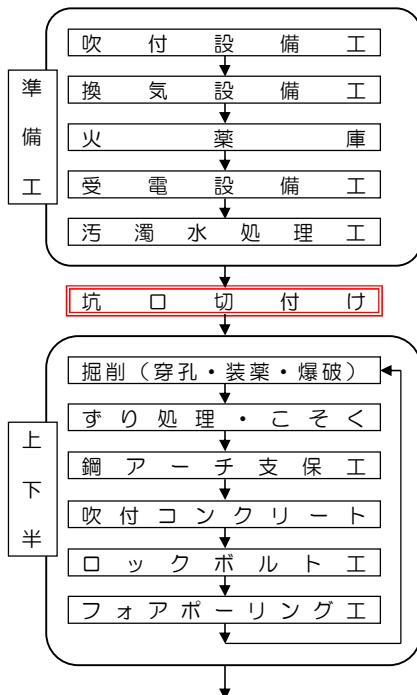 準備工
吹付設備工
換気設備工
火薬庫
受電設備工
汚濁水処理工
坑口切付け
上下半
掘削（穿孔・装薬・爆破）
ずり処理・こそく
鋼アーチ支保工
吹付コンクリート
ロックボルト工
フォアポーリング工